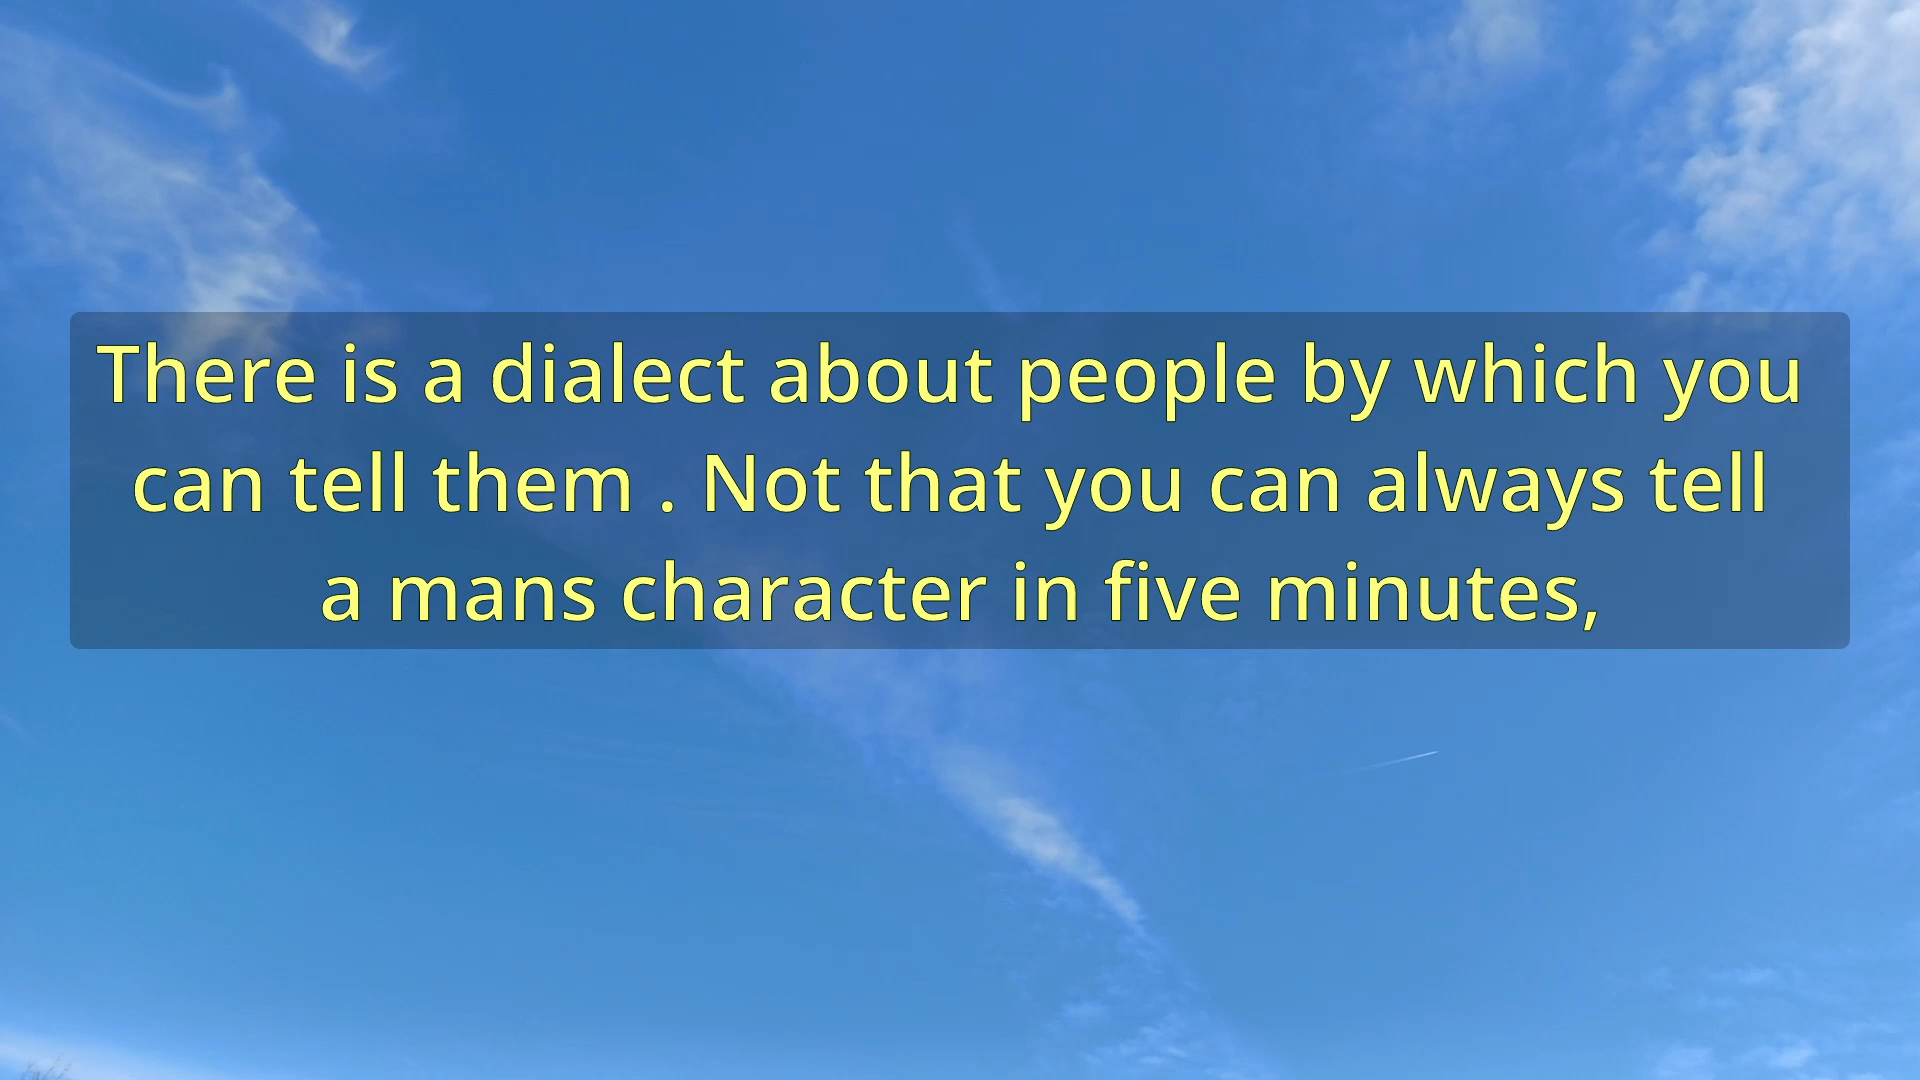 There is a dialect about people by which you
can tell them . Not that you can always tell
a mans character in five minutes,